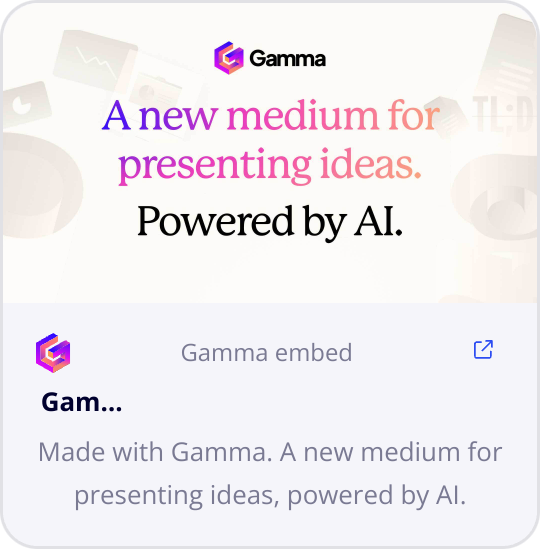 Gamma
A new medium for
presenting ideas.
Powered by AI.
TL;D
Gamma embed
Gam...
Made with Gamma. A new medium for
presenting ideas, powered by AI.